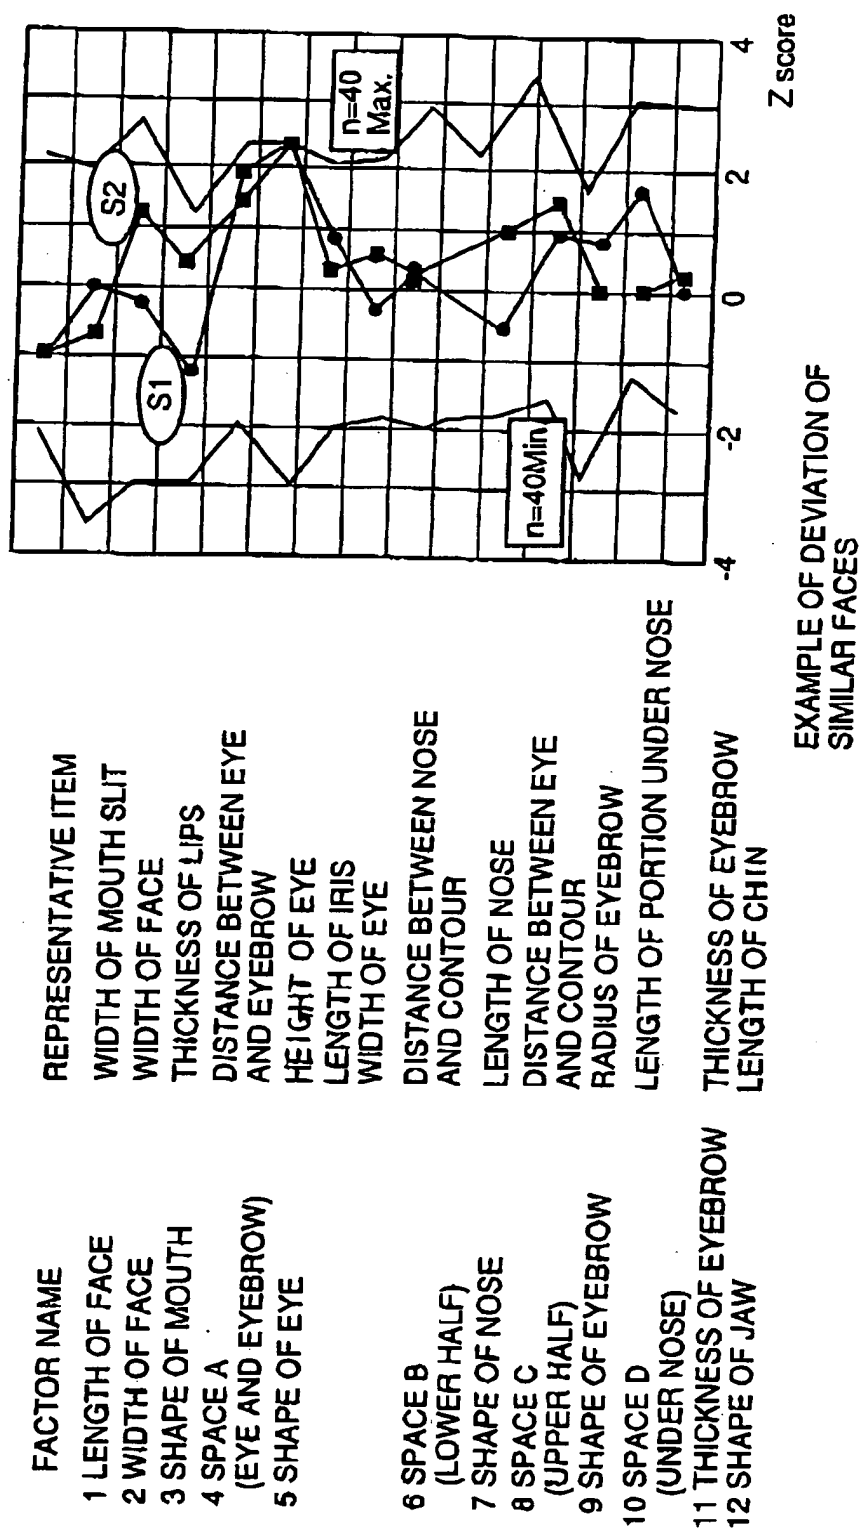 FACTOR NAME
1 LENGTH OF FACE
2 WIDTH OF FACE
3 SHAPE OF MOUTH
4 SPACE A
(EYE AND EYEBROW)
5 SHAPE OF EYE
6 SPACE B
(LOWER HALF)
7 SHAPE OF NOSE
8 SPACE C
(UPPER HALF)
9 SHAPE OF EYEBROW
10 SPACE D
(UNDER NOSE)
11 THICKNESS OF EYEBROW
12 SHAPE OF JAW
REPRESENTATIVE ITEM
WIDTH OF MOUTH SLIT
WIDTH OF FACE
THICKNESS OF LIPS
DISTANCE BETWEEN EYE
AND EYEBROW
HEIGHT OF EYE
LENGTH OF IRIS
WIDTH OF EYE
DISTANCE BETWEEN NOSE
AND CONTOUR
LENGTH OF NOSE
DISTANCE BETWEEN EYE
AND CONTOUR
RADIUS OF EYEBROW
LENGTH OF PORTION UNDER NOSE
THICKNESS OF EYEBROW
LENGTH OF CHIN
S1
S2
n=40Min
n=40
Max.
-4
-2
0
2
4
Z score
EXAMPLE OF DEVIATION OF
SIMILAR FACES